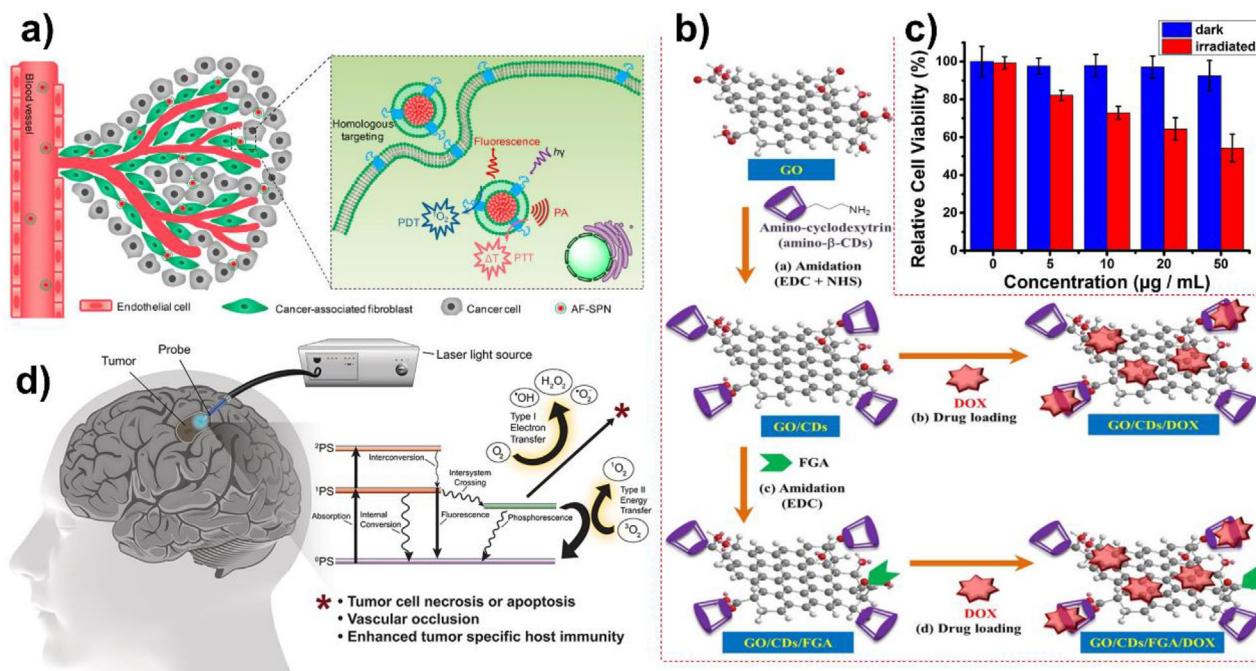 a)
Blood vessel
Homologous
targeting
Fluorescence
hγ
PDT
¹O₂
PA
ΔT
PTT
Endothelial cell
Cancer-associated fibroblast
Cancer cell
AF-SPN
b)
GO
NH₂
Amino-cyclodextyrin
(amino-β-CDs)
(a) Amidation
(EDC + NHS)
GO/CDs
DOX
(b) Drug loading
GO/CDs/DOX
FGA
(c) Amidation
(EDC)
GO/CDs/FGA
DOX
(d) Drug loading
GO/CDs/FGA/DOX
c)
dark
irradiated
Relative Cell Viability (%)
100
80
60
40
20
0
0 5 10 20 50
Concentration (µg / mL)
d)
Tumor
Probe
Laser light source
H₂O₂
•OH
•O₂⁻
Type I
Electron
Transfer
O₂
*
²PS
Interconversion
Intersystem
Crossing
¹PS
Absorption
Internal
Conversion
Fluorescence
Phosphorescence
¹O₂
Type II
Energy
Transfer
³O₂
⁰PS
* • Tumor cell necrosis or apoptosis
• Vascular occlusion
• Enhanced tumor specific host immunity